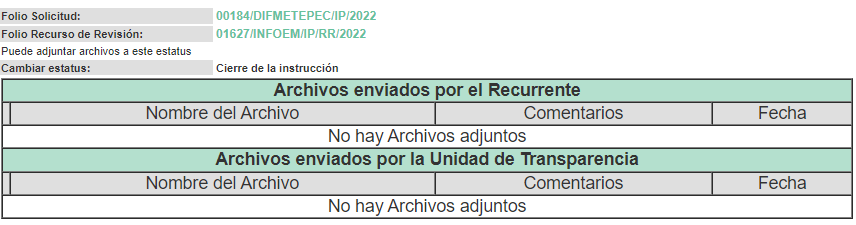 Folio Solicitud: 00184/DIFMETEPEC/IP/2022
Folio Recurso de Revisión: 01627/INFOEM/IP/RR/2022
Puede adjuntar archivos a este estatus
Cambiar estatus: Cierre de la instrucción
Archivos enviados por el Recurrente
Nombre del Archivo Comentarios Fecha
No hay Archivos adjuntos
Archivos enviados por la Unidad de Transparencia
Nombre del Archivo Comentarios Fecha
No hay Archivos adjuntos